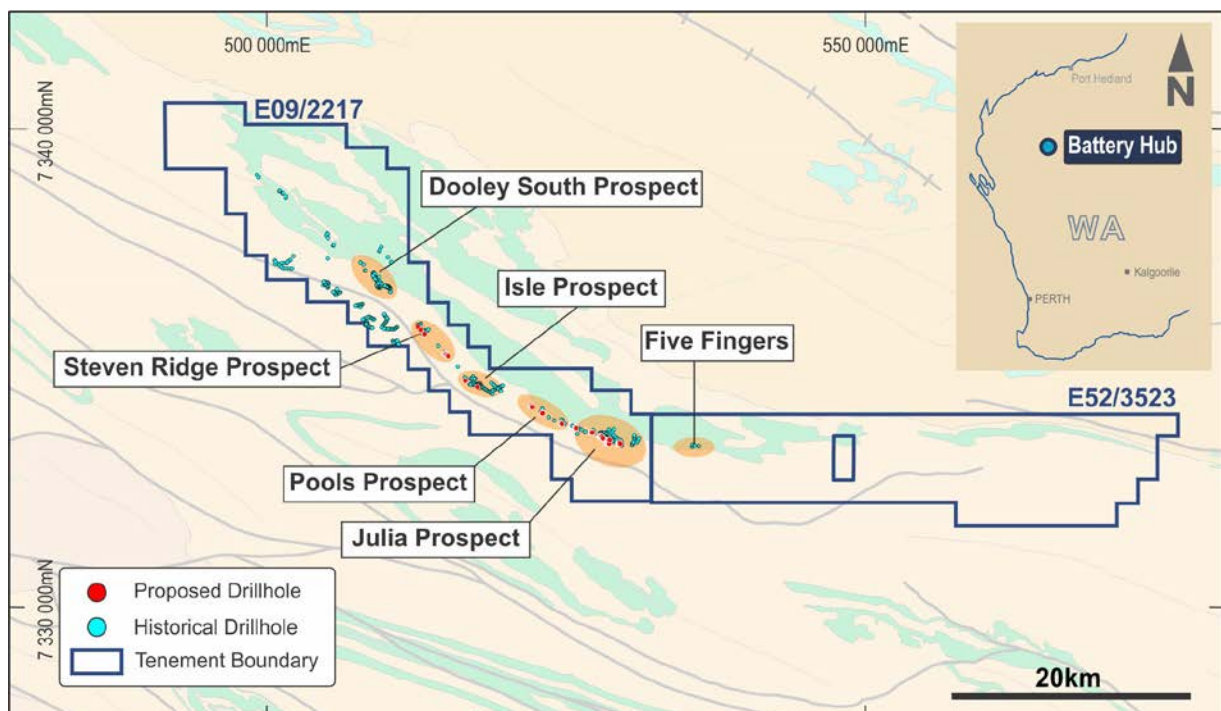 500 000mE
550 000mE
7 340 000mN
7 330 000mN
E09/2217
Dooley South Prospect
Isle Prospect
Five Fingers
Steven Ridge Prospect
E52/3523
Pools Prospect
Julia Prospect
Port Hedland
N
Battery Hub
WA
Kalgoorlie
PERTH
Proposed Drillhole
Historical Drillhole
Tenement Boundary
20km